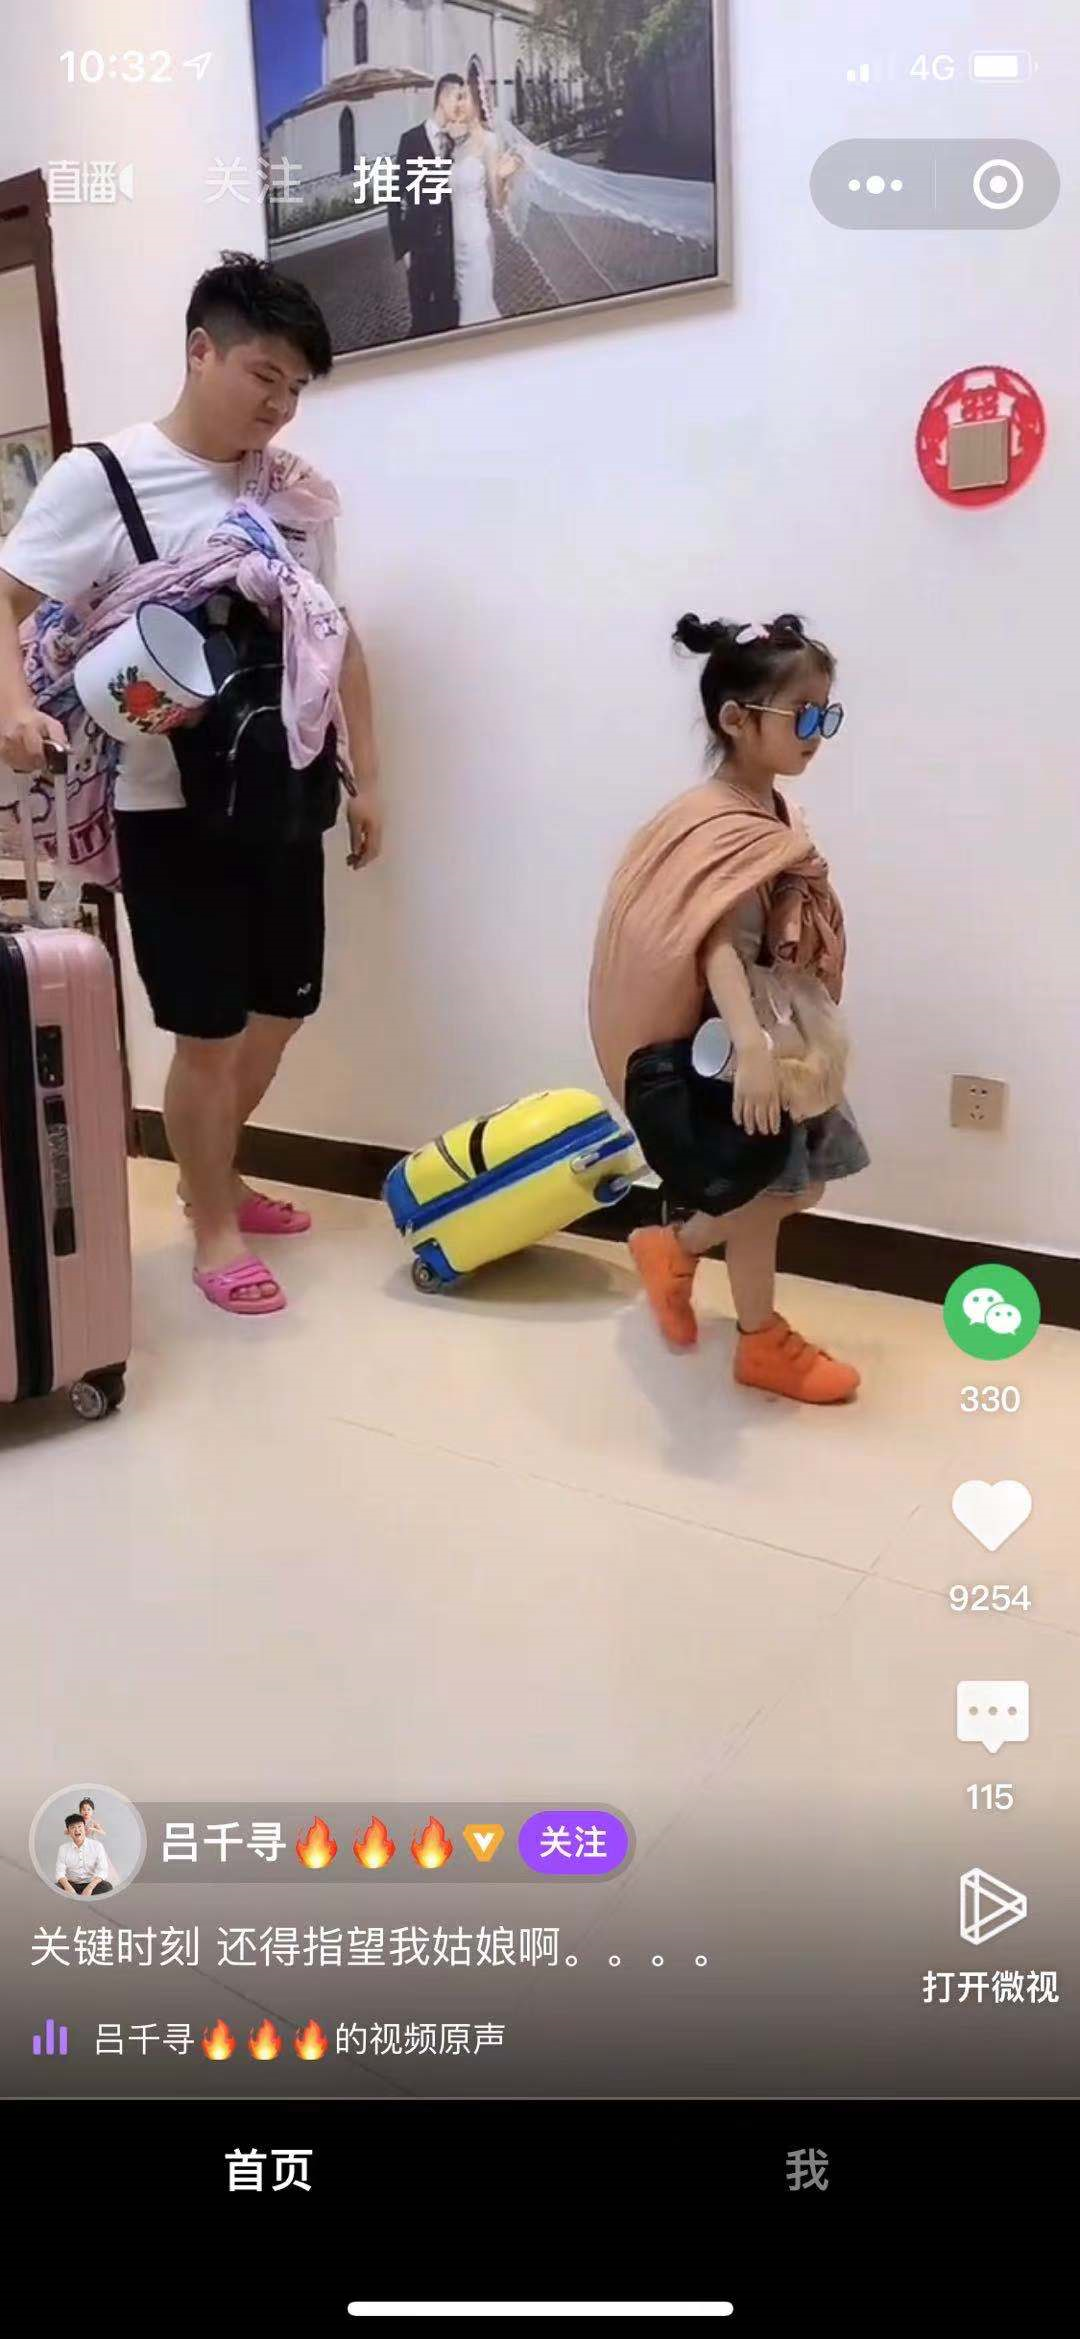 10:32
4G
直播
关注
推荐
330
9254
115
打开微视
吕千寻🔥🔥🔥
关注
关键时刻 还得指望我姑娘啊。。。。
吕千寻🔥🔥🔥的视频原声
首页
我